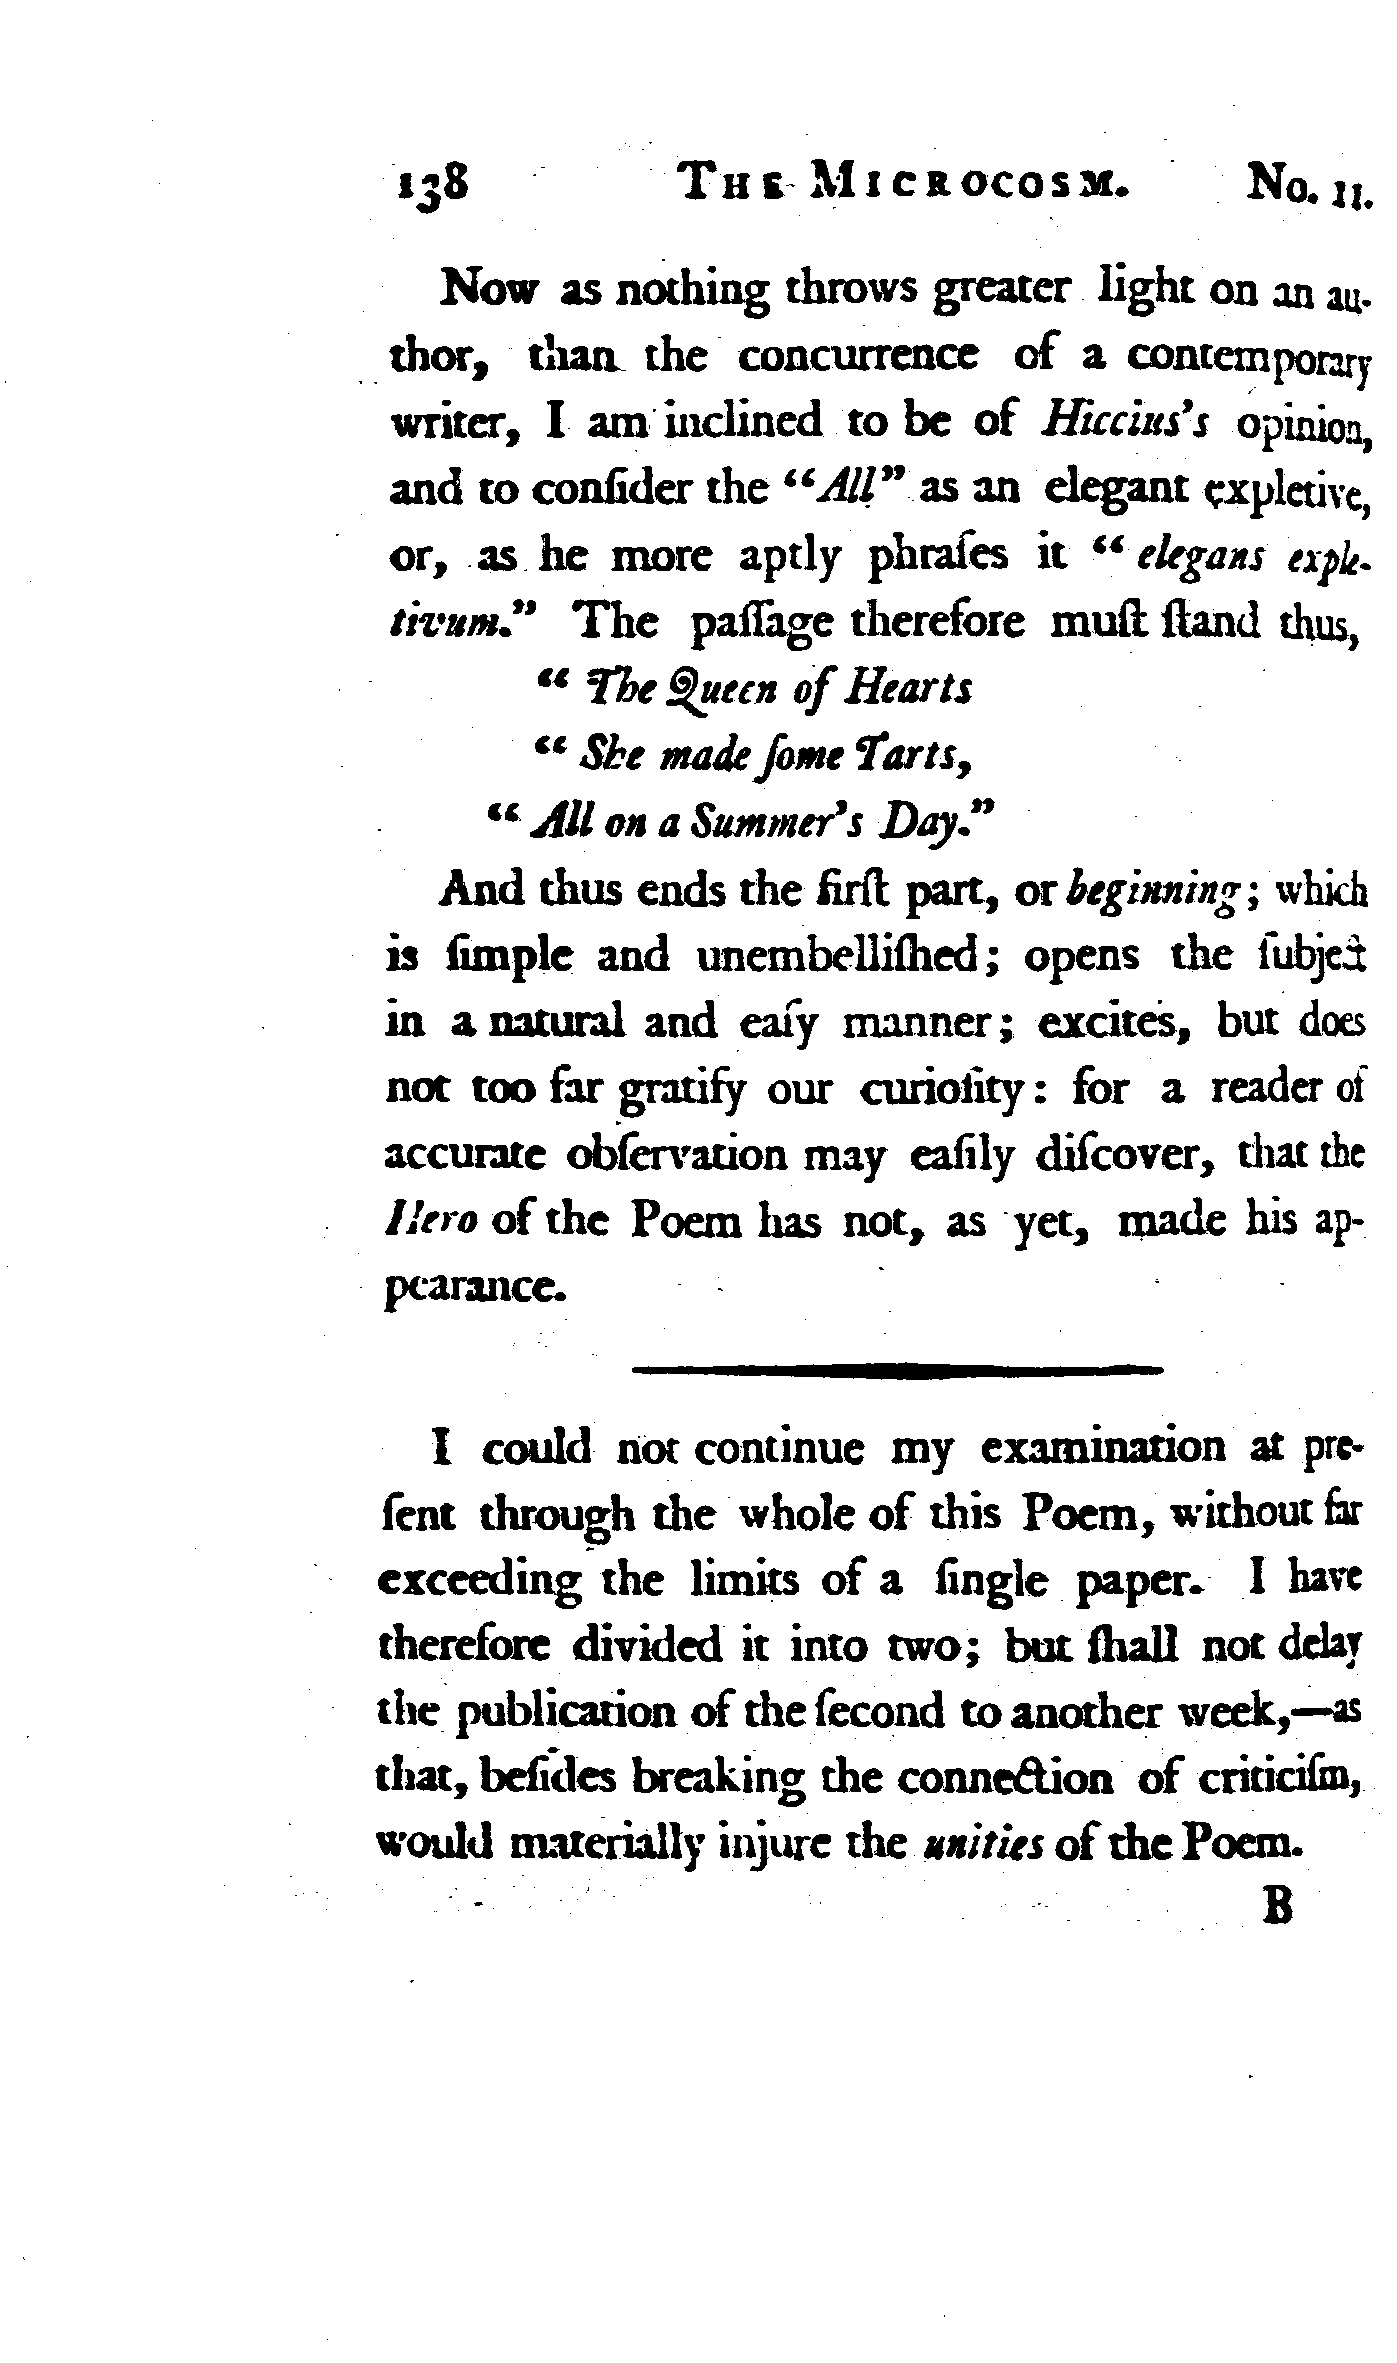 138 THE MICROCOSM. No. 11.
Now as nothing throws greater light on an au-
thor, than the concurrence of a contemporary
writer, I am inclined to be of Hiccius's opinion,
and to conſider the “All” as an elegant expletive,
or, as he more aptly phraſes it “ elegans exple-
tivum.” The paſſage therefore muſt ſtand thus,
“ The Queen of Hearts
“ She made ſome Tarts,
“ All on a Summer's Day.”
And thus ends the firſt part, or beginning; which
is ſimple and unembelliſhed; opens the ſubject
in a natural and eaſy manner; excites, but does
not too far gratify our curioſity: for a reader of
accurate obſervation may eaſily diſcover, that the
Hero of the Poem has not, as yet, made his ap-
pearance.
I could not continue my examination at pre-
ſent through the whole of this Poem, without far
exceeding the limits of a ſingle paper. I have
therefore divided it into two; but ſhall not delay
the publication of the ſecond to another week,—as
that, beſides breaking the connection of criticiſm,
would materially injure the unities of the Poem.
B